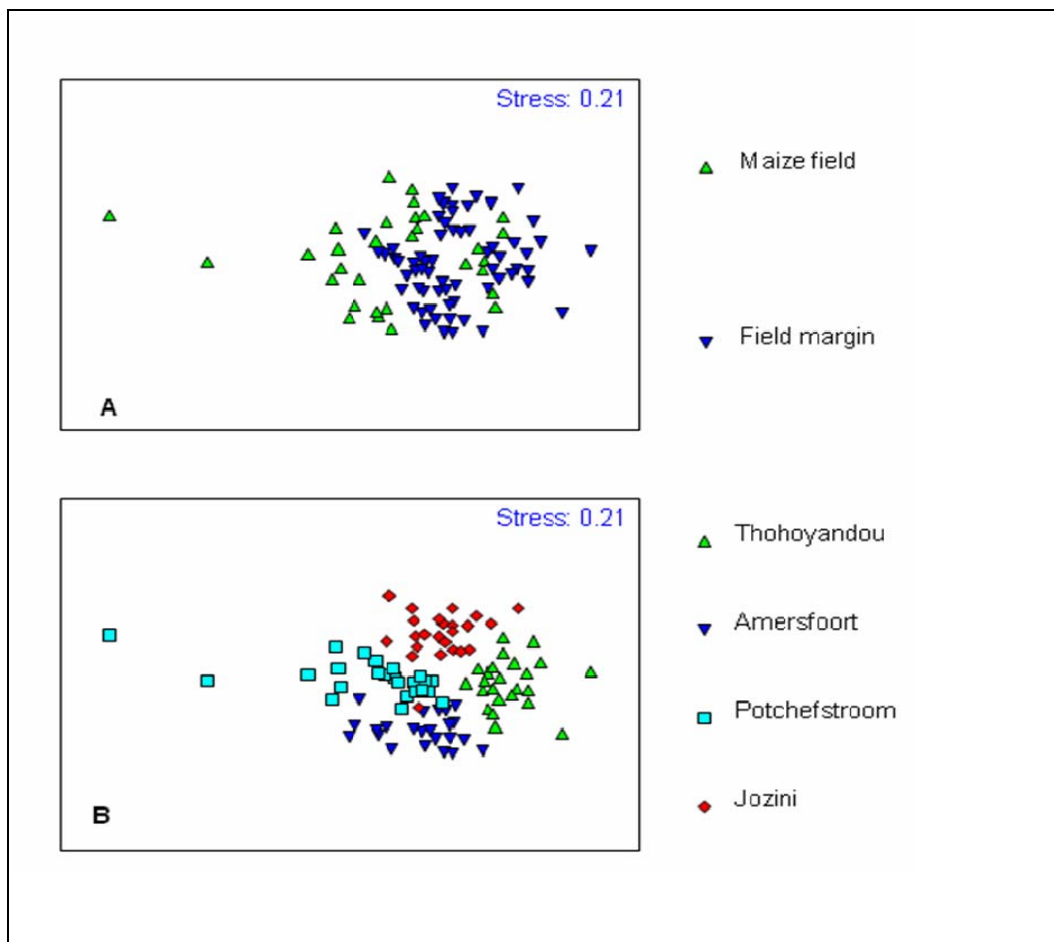 Stress: 0.21
Maize field
Field margin
A
Stress: 0.21
Thohoyandou
Amersfoort
Potchefstroom
Jozini
B